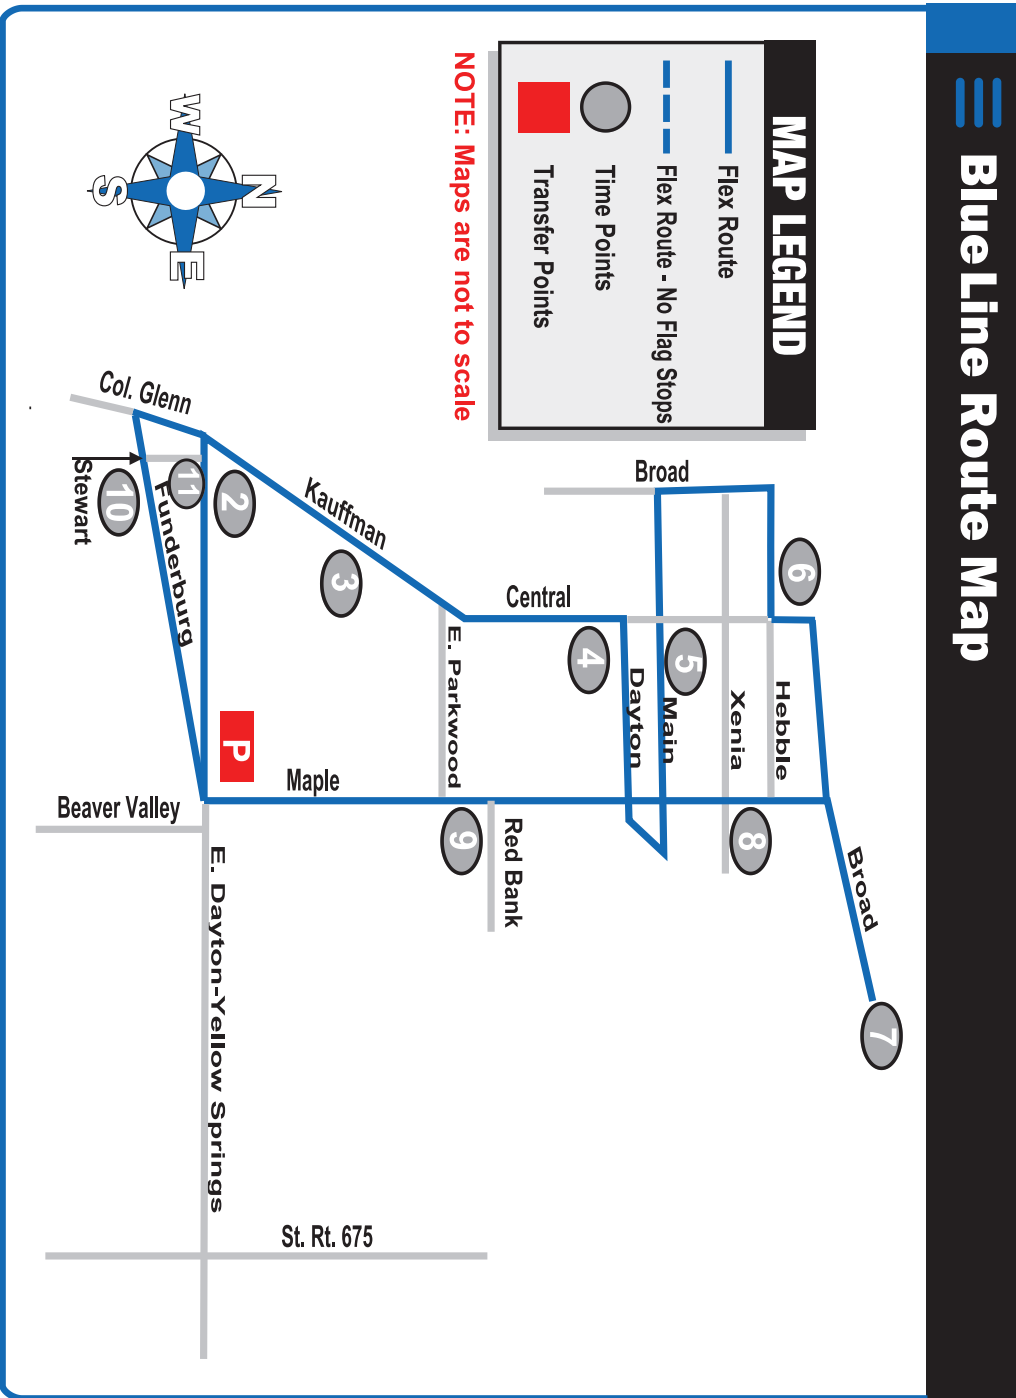 Blue Line Route Map
MAP LEGEND
Flex Route
Flex Route - No Flag Stops
Time Points
Transfer Points
NOTE: Maps are not to scale
N
W
E
S
Broad
6
Hebble
Xenia
5
Main
Dayton
4
Central
8
Broad
7
Kauffman
3
E. Parkwood
9
Red Bank
Maple
P
2
11
Col. Glenn
Stewart
10
Funderburg
Beaver Valley
E. Dayton-Yellow Springs
St. Rt. 675